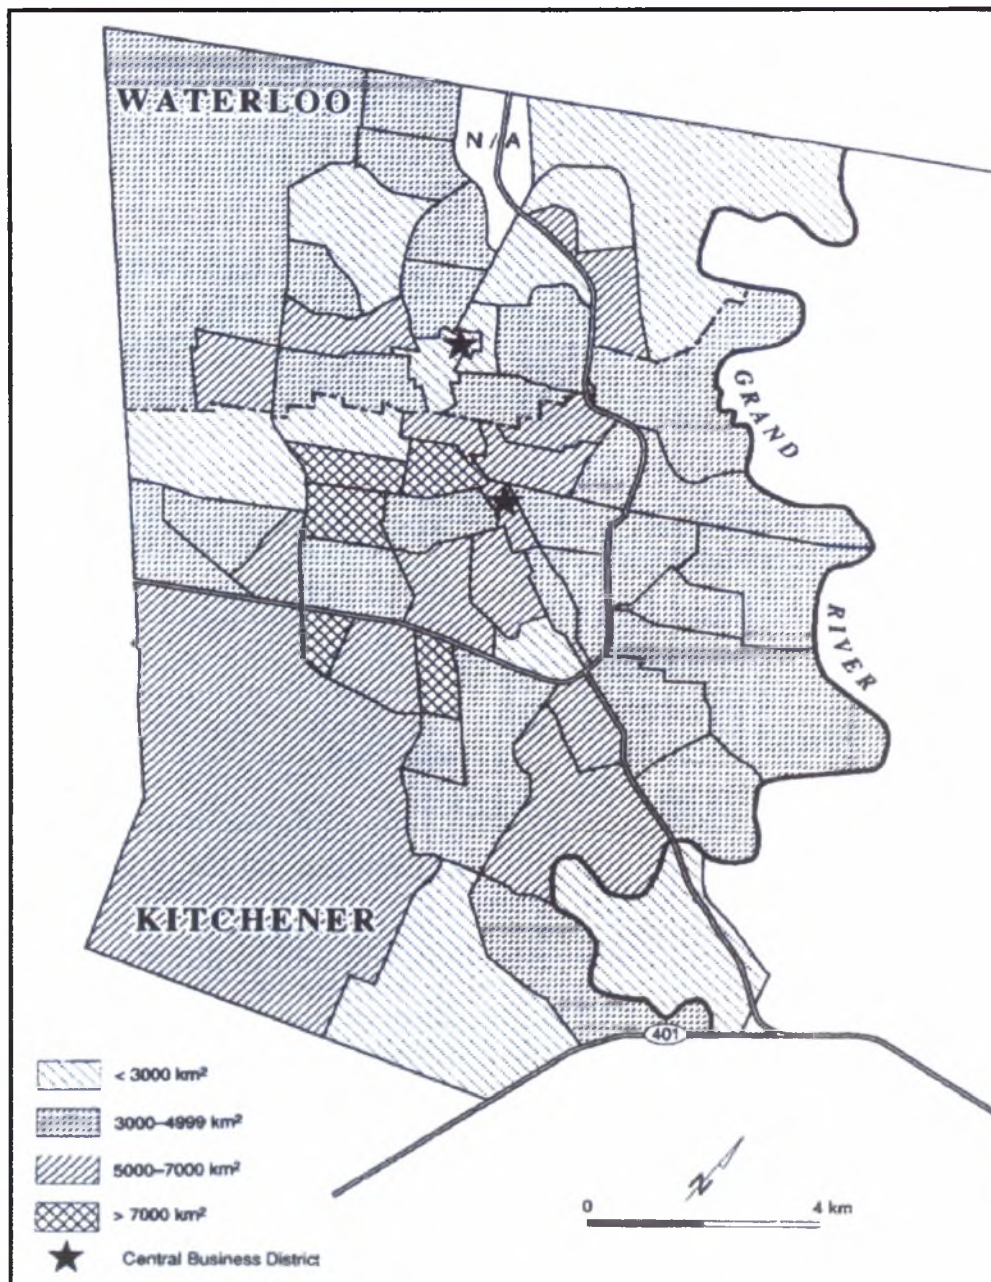 WATERLOO
N/A
GRAND
RIVER
KITCHENER
401
< 3000 km²
3000–4999 km²
5000–7000 km²
> 7000 km²
Central Business District
N
0 4 km